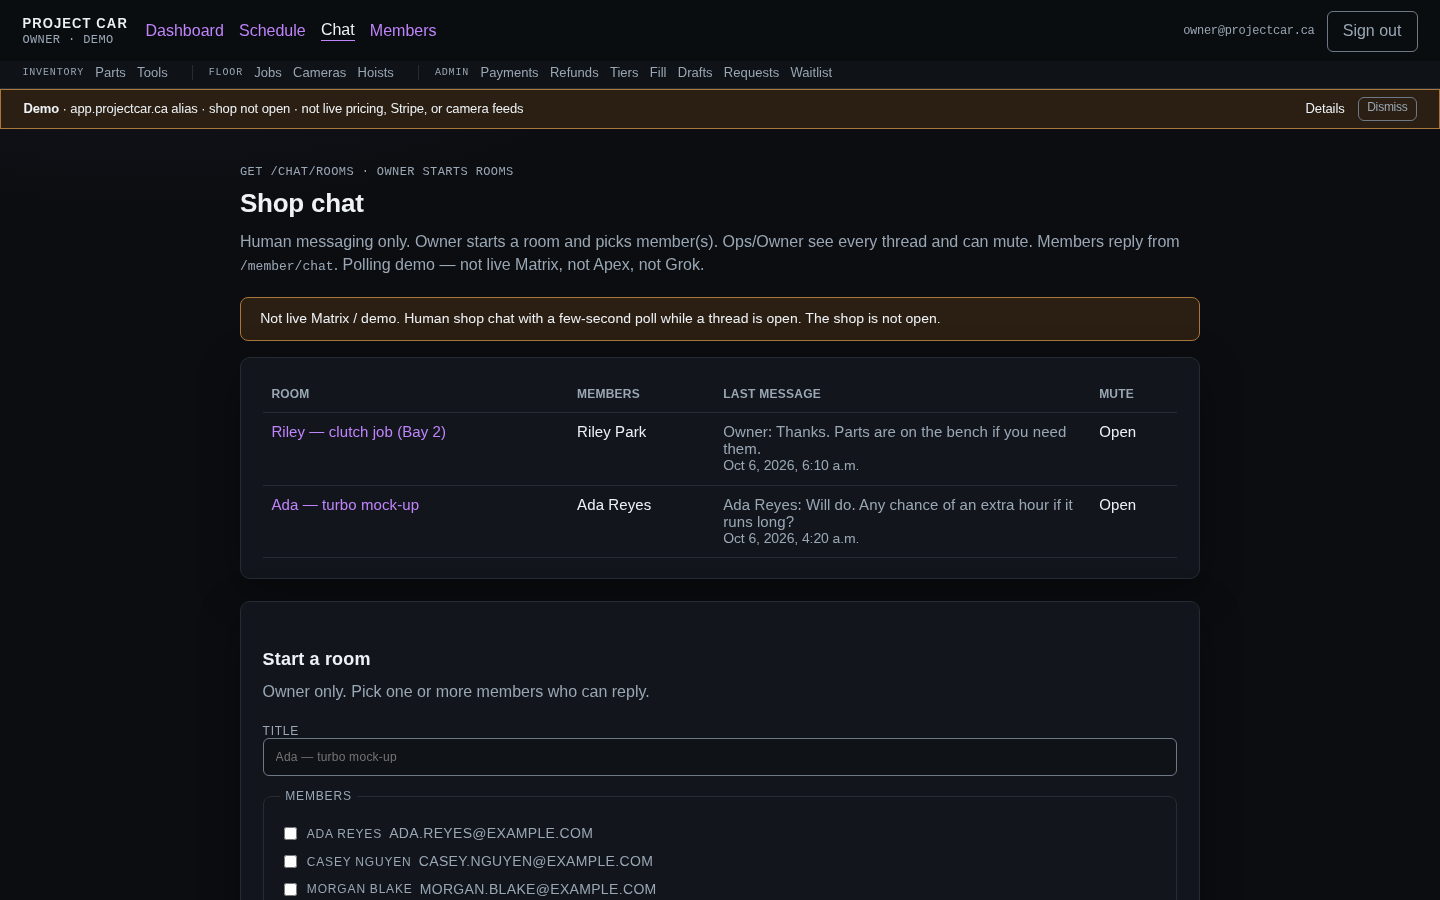 PROJECT CAR
OWNER · DEMO
Dashboard Schedule Chat Members
owner@projectcar.ca Sign out
INVENTORY Parts Tools FLOOR Jobs Cameras Hoists ADMIN Payments Refunds Tiers Fill Drafts Requests Waitlist
Demo · app.projectcar.ca alias · shop not open · not live pricing, Stripe, or camera feeds Details Dismiss
GET /CHAT/ROOMS · OWNER STARTS ROOMS
Shop chat
Human messaging only. Owner starts a room and picks member(s). Ops/Owner see every thread and can mute. Members reply from
/member/chat. Polling demo — not live Matrix, not Apex, not Grok.
Not live Matrix / demo. Human shop chat with a few-second poll while a thread is open. The shop is not open.
ROOM MEMBERS LAST MESSAGE MUTE
Riley — clutch job (Bay 2) Riley Park Owner: Thanks. Parts are on the bench if you need Open
them.
Oct 6, 2026, 6:10 a.m.
Ada — turbo mock-up Ada Reyes Ada Reyes: Will do. Any chance of an extra hour if it Open
runs long?
Oct 6, 2026, 4:20 a.m.
Start a room
Owner only. Pick one or more members who can reply.
TITLE
Ada — turbo mock-up
MEMBERS
ADA REYES ADA.REYES@EXAMPLE.COM
CASEY NGUYEN CASEY.NGUYEN@EXAMPLE.COM
MORGAN BLAKE MORGAN.BLAKE@EXAMPLE.COM